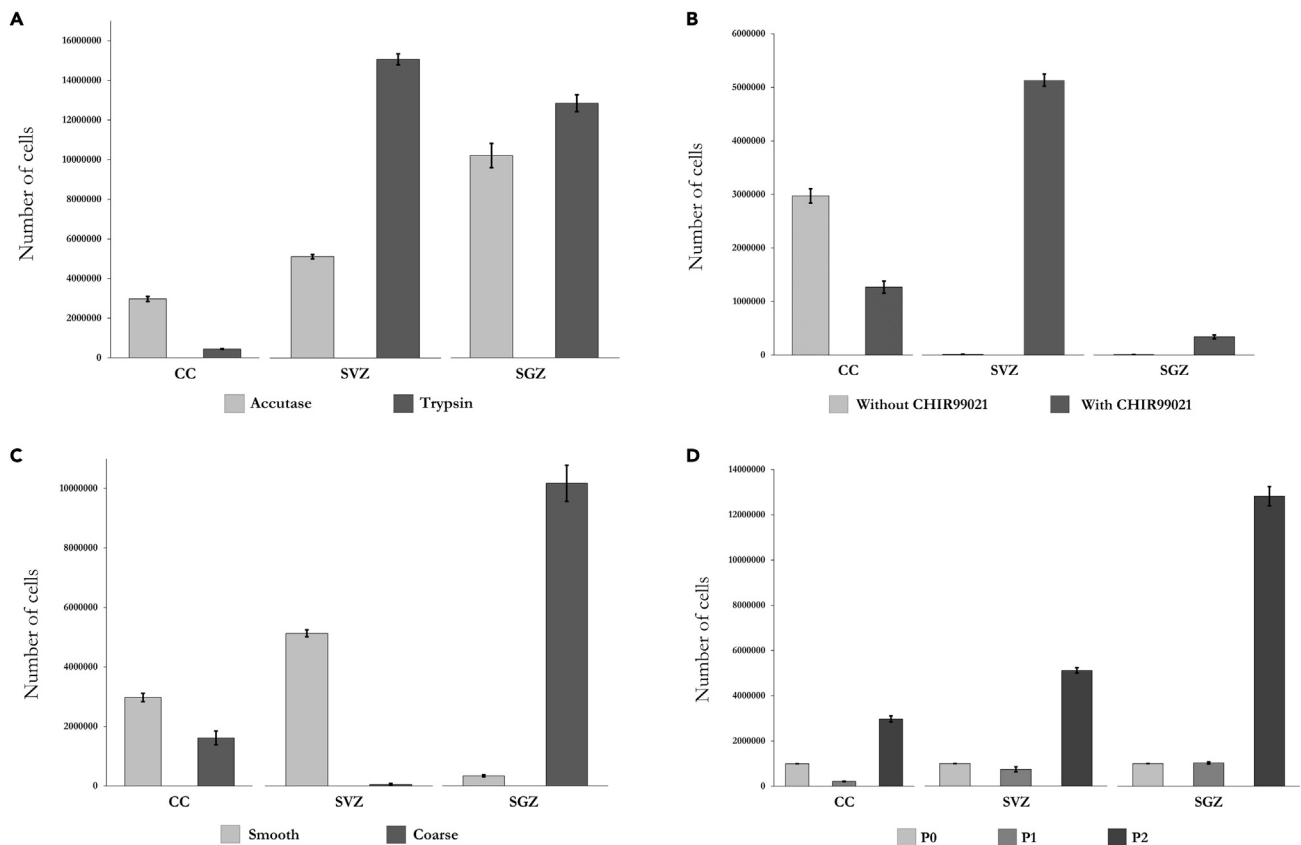 A
Number of cells
16000000
14000000
12000000
10000000
8000000
6000000
4000000
2000000
0
CC SVZ SGZ
Accutase Trypsin
B
Number of cells
6000000
5000000
4000000
3000000
2000000
1000000
0
CC SVZ SGZ
Without CHIR99021 With CHIR99021
C
Number of cells
10000000
8000000
6000000
4000000
2000000
0
CC SVZ SGZ
Smooth Coarse
D
Number of cells
14000000
12000000
10000000
8000000
6000000
4000000
2000000
0
CC SVZ SGZ
P0 P1 P2